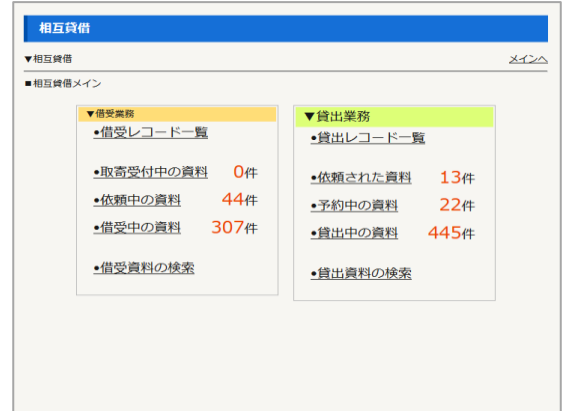 相互貸借
▼相互貸借
メインへ
■相互貸借メイン
▼借受業務
•借受レコード一覧
•取寄受付中の資料 0件
•依頼中の資料 44件
•借受中の資料 307件
•借受資料の検索
▼貸出業務
•貸出レコード一覧
•依頼された資料 13件
•予約中の資料 22件
•貸出中の資料 445件
•貸出資料の検索